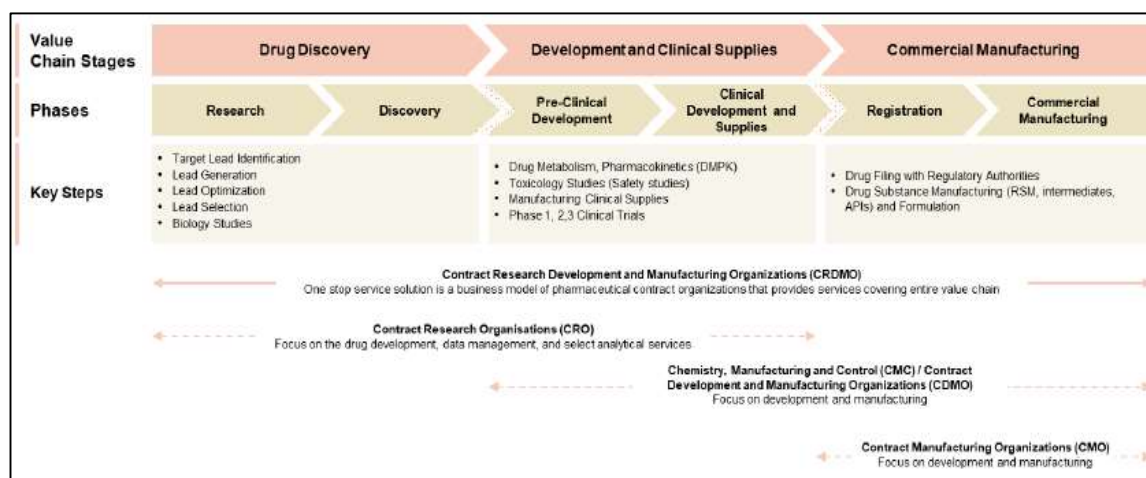 Value
Chain Stages
Drug Discovery
Development and Clinical Supplies
Commercial Manufacturing
Phases
Research
Discovery
Pre-Clinical
Development
Clinical
Development and
Supplies
Registration
Commercial
Manufacturing
Key Steps
• Target Lead Identification
• Lead Generation
• Lead Optimization
• Lead Selection
• Biology Studies
• Drug Metabolism, Pharmacokinetics (DMPK)
• Toxicology Studies (Safety studies)
• Manufacturing Clinical Supplies
• Phase 1, 2,3 Clinical Trials
• Drug Filing with Regulatory Authorities
• Drug Substance Manufacturing (RSM, intermediates,
APIs) and Formulation
Contract Research Development and Manufacturing Organizations (CRDMO)
One stop service solution is a business model of pharmaceutical contract organizations that provides services covering entire value chain
Contract Research Organisations (CRO)
Focus on the drug development, data management, and select analytical services
Chemistry, Manufacturing and Control (CMC) / Contract
Development and Manufacturing Organizations (CDMO)
Focus on development and manufacturing
Contract Manufacturing Organizations (CMO)
Focus on development and manufacturing